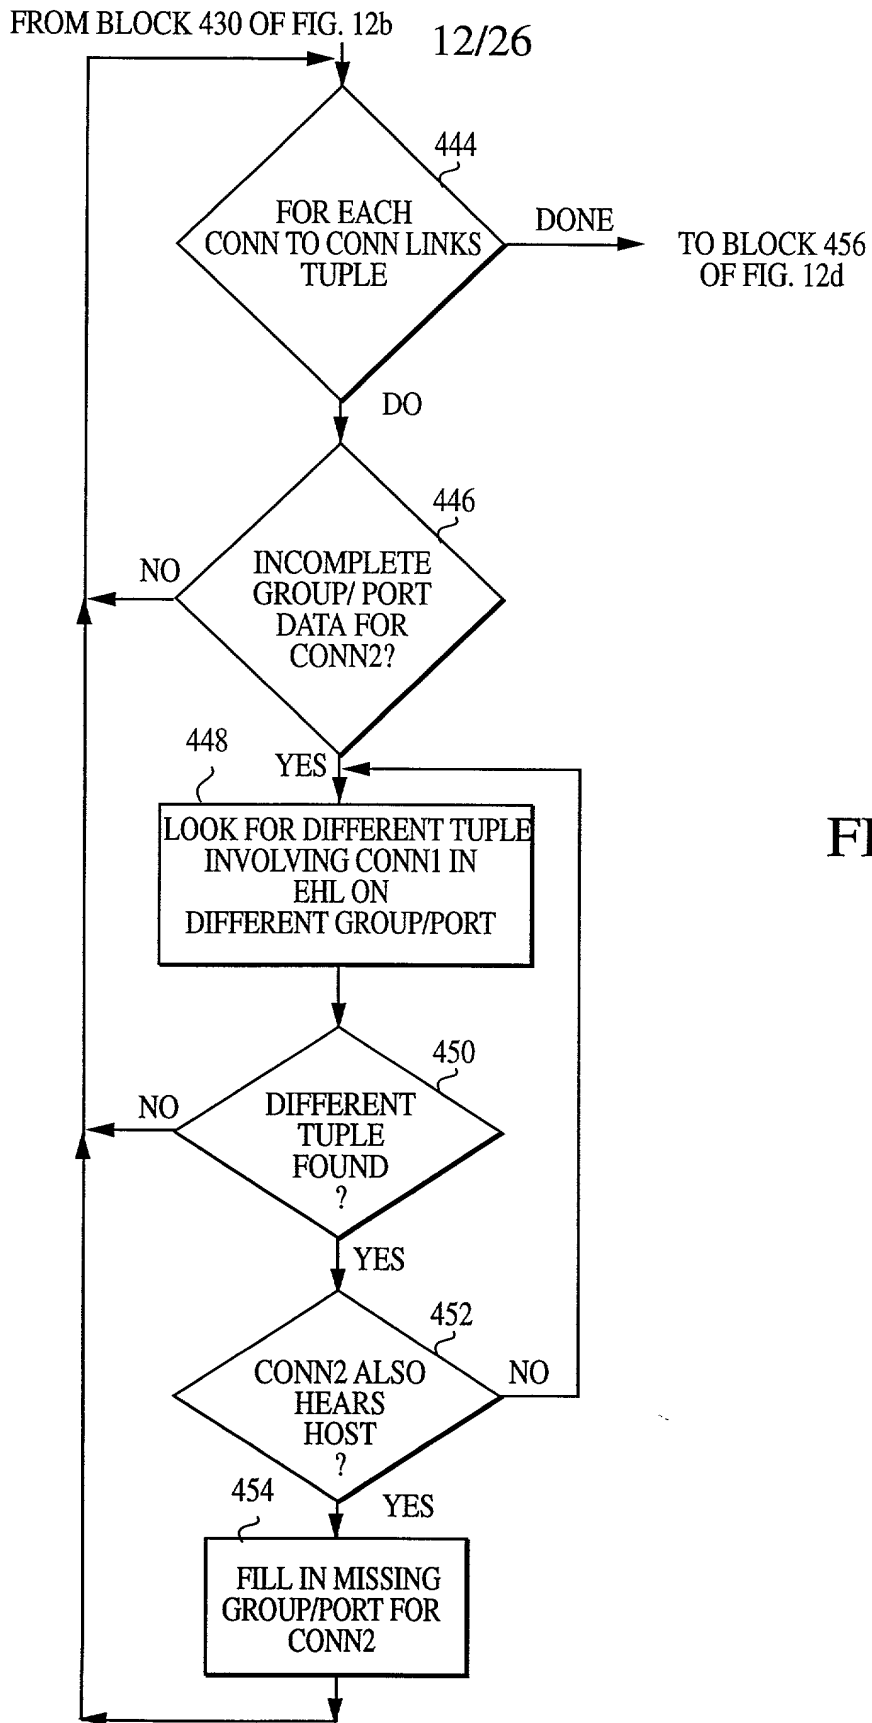 FROM BLOCK 430 OF FIG. 12b
12/26
444
FOR EACH
CONN TO CONN LINKS
TUPLE
DONE
TO BLOCK 456
OF FIG. 12d
DO
446
NO
INCOMPLETE
GROUP/ PORT
DATA FOR
CONN2?
448
YES
LOOK FOR DIFFERENT TUPLE
INVOLVING CONN1 IN
EHL ON
DIFFERENT GROUP/PORT
450
NO
DIFFERENT
TUPLE
FOUND
?
YES
452
CONN2 ALSO
HEARS
HOST
?
NO
454
YES
FILL IN MISSING
GROUP/PORT FOR
CONN2